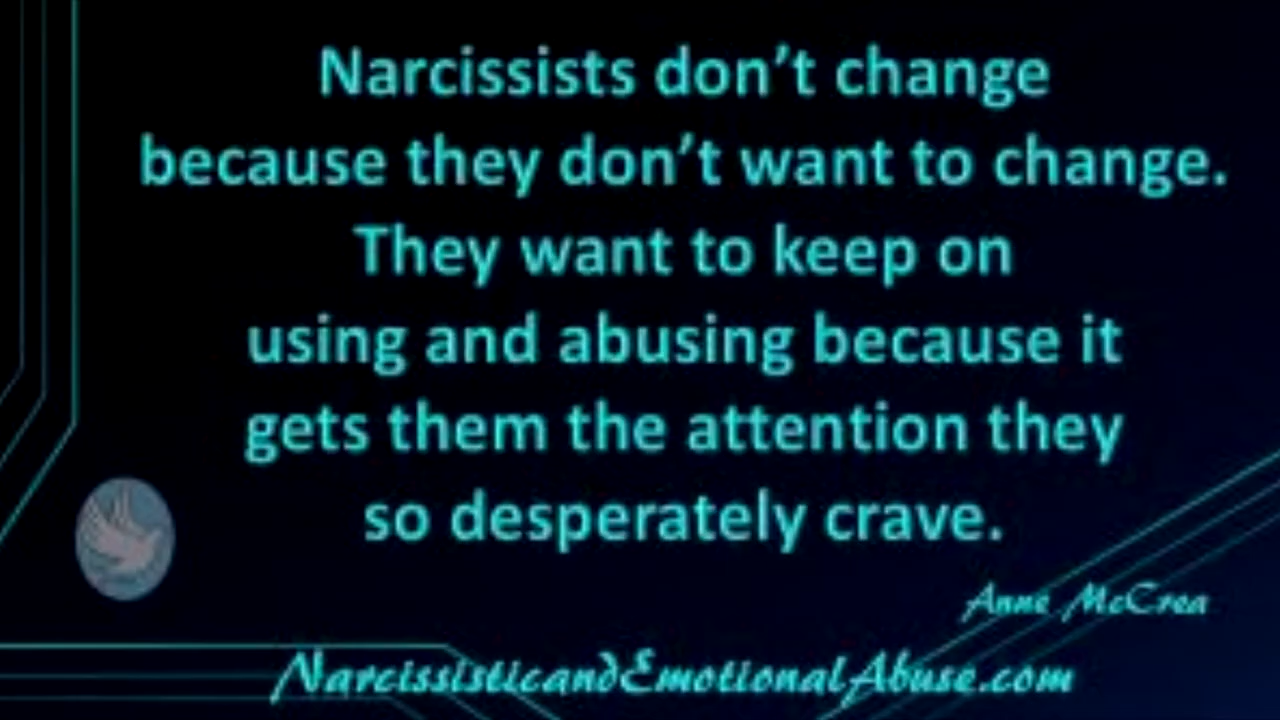 Narcissists don’t change
because they don’t want to change.
They want to keep on
using and abusing because it
gets them the attention they
so desperately crave.
Anne McCrea
NarcissisticandEmotionalAbuse.com